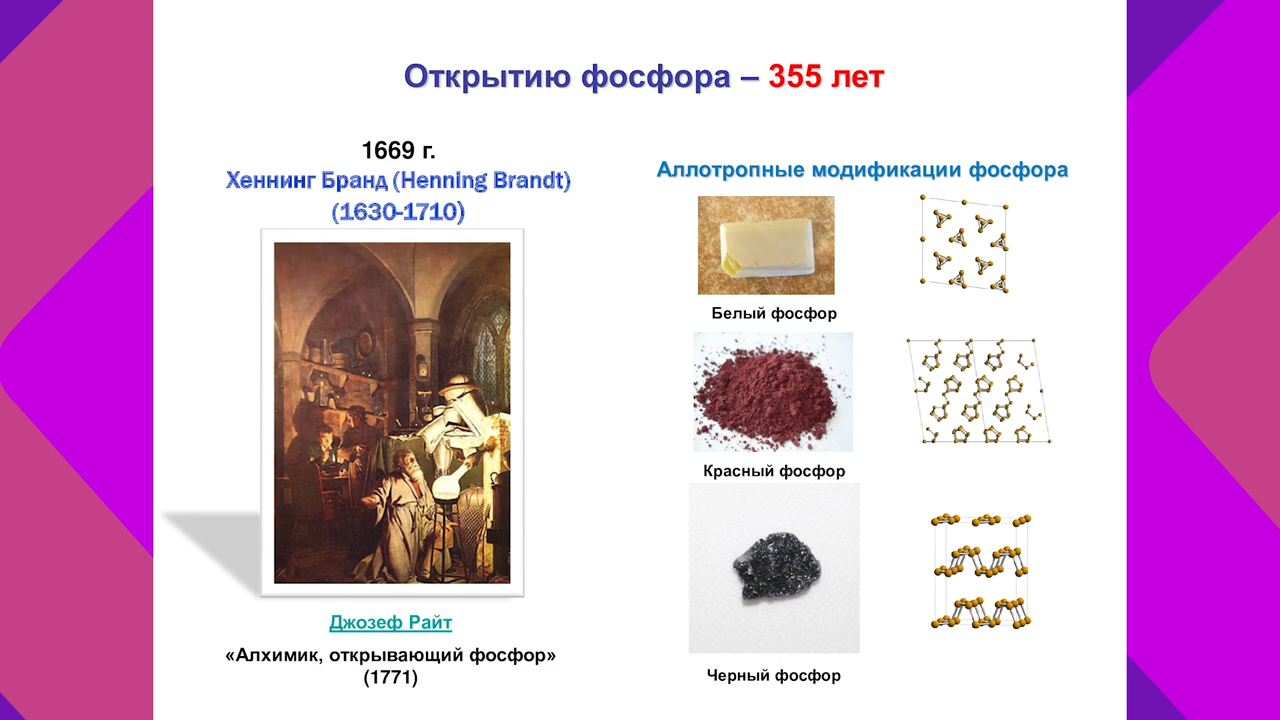 Открытию фосфора – 355 лет
1669 г.
Хеннинг Бранд (Henning Brandt)
(1630-1710)
Джозеф Райт
«Алхимик, открывающий фосфор»
(1771)
Аллотропные модификации фосфора
Белый фосфор
Красный фосфор
Черный фосфор